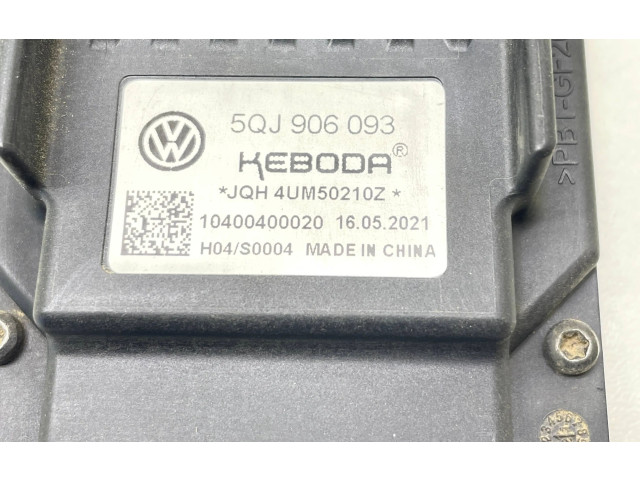 5QJ 906 093
KEBODA®
*JQH 4UM50210Z*
10400400020 16.05.2021
H04/S0004 MADE IN CHINA